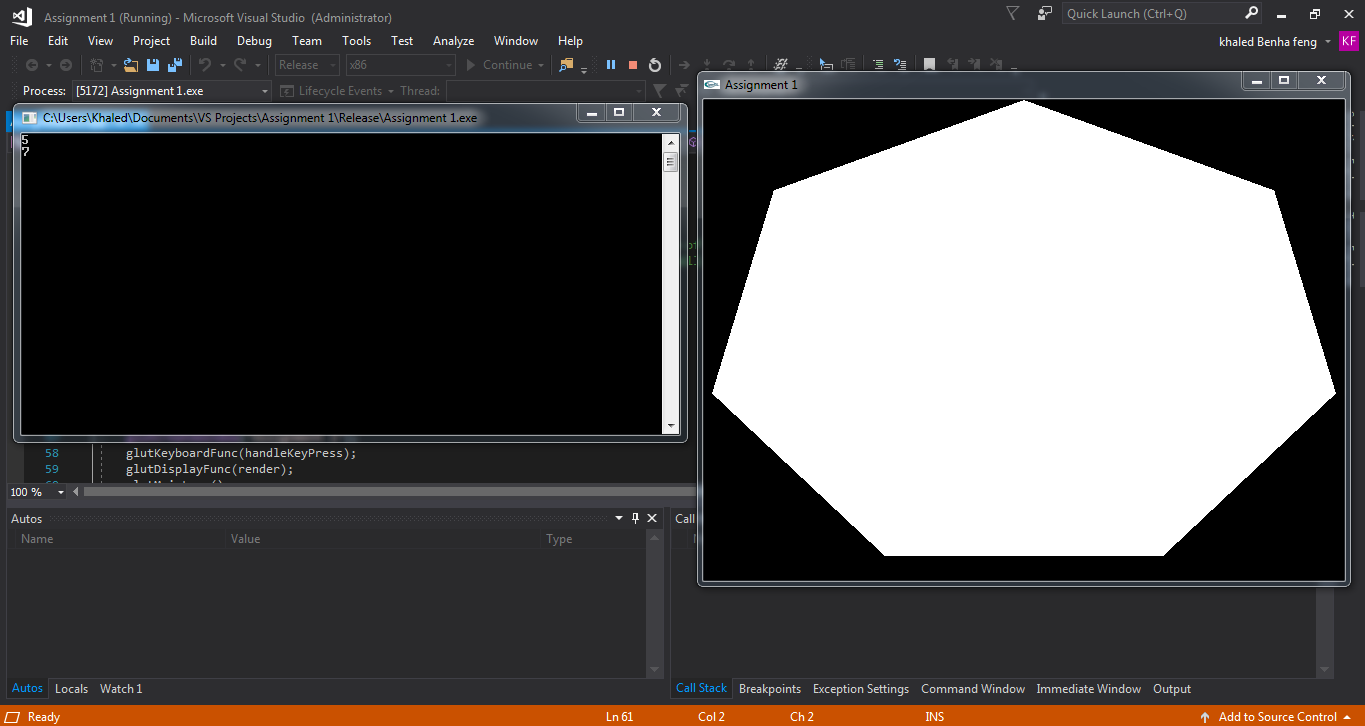 Assignment 1 (Running) - Microsoft Visual Studio (Administrator)
Quick Launch (Ctrl+Q)
File Edit View Project Build Debug Team Tools Test Analyze Window Help
khaled Benha feng KF
Release x86 Continue
Process: [5172] Assignment 1.exe Lifecycle Events Thread:
Assignment 1
C:\Users\Khaled\Documents\VS Projects\Assignment 1\Release\Assignment 1.exe
5
7
58 glutKeyboardFunc(handleKeyPress);
59 glutDisplayFunc(render);
100 %
Autos
Call
Name Value Type
Autos Locals Watch 1
Call Stack Breakpoints Exception Settings Command Window Immediate Window Output
Ready Ln 61 Col 2 Ch 2 INS Add to Source Control